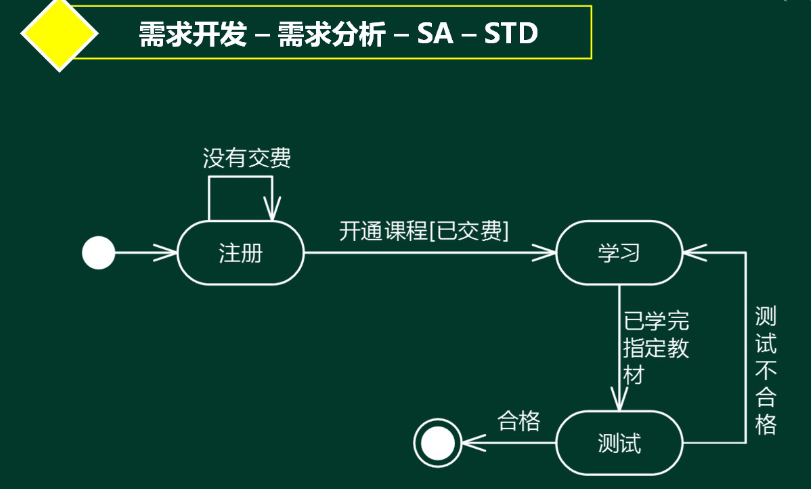 需求开发 – 需求分析 – SA – STD
没有交费
注册
开通课程[已交费]
学习
已学完
指定教
材
测
试
不
合
格
合格
测试